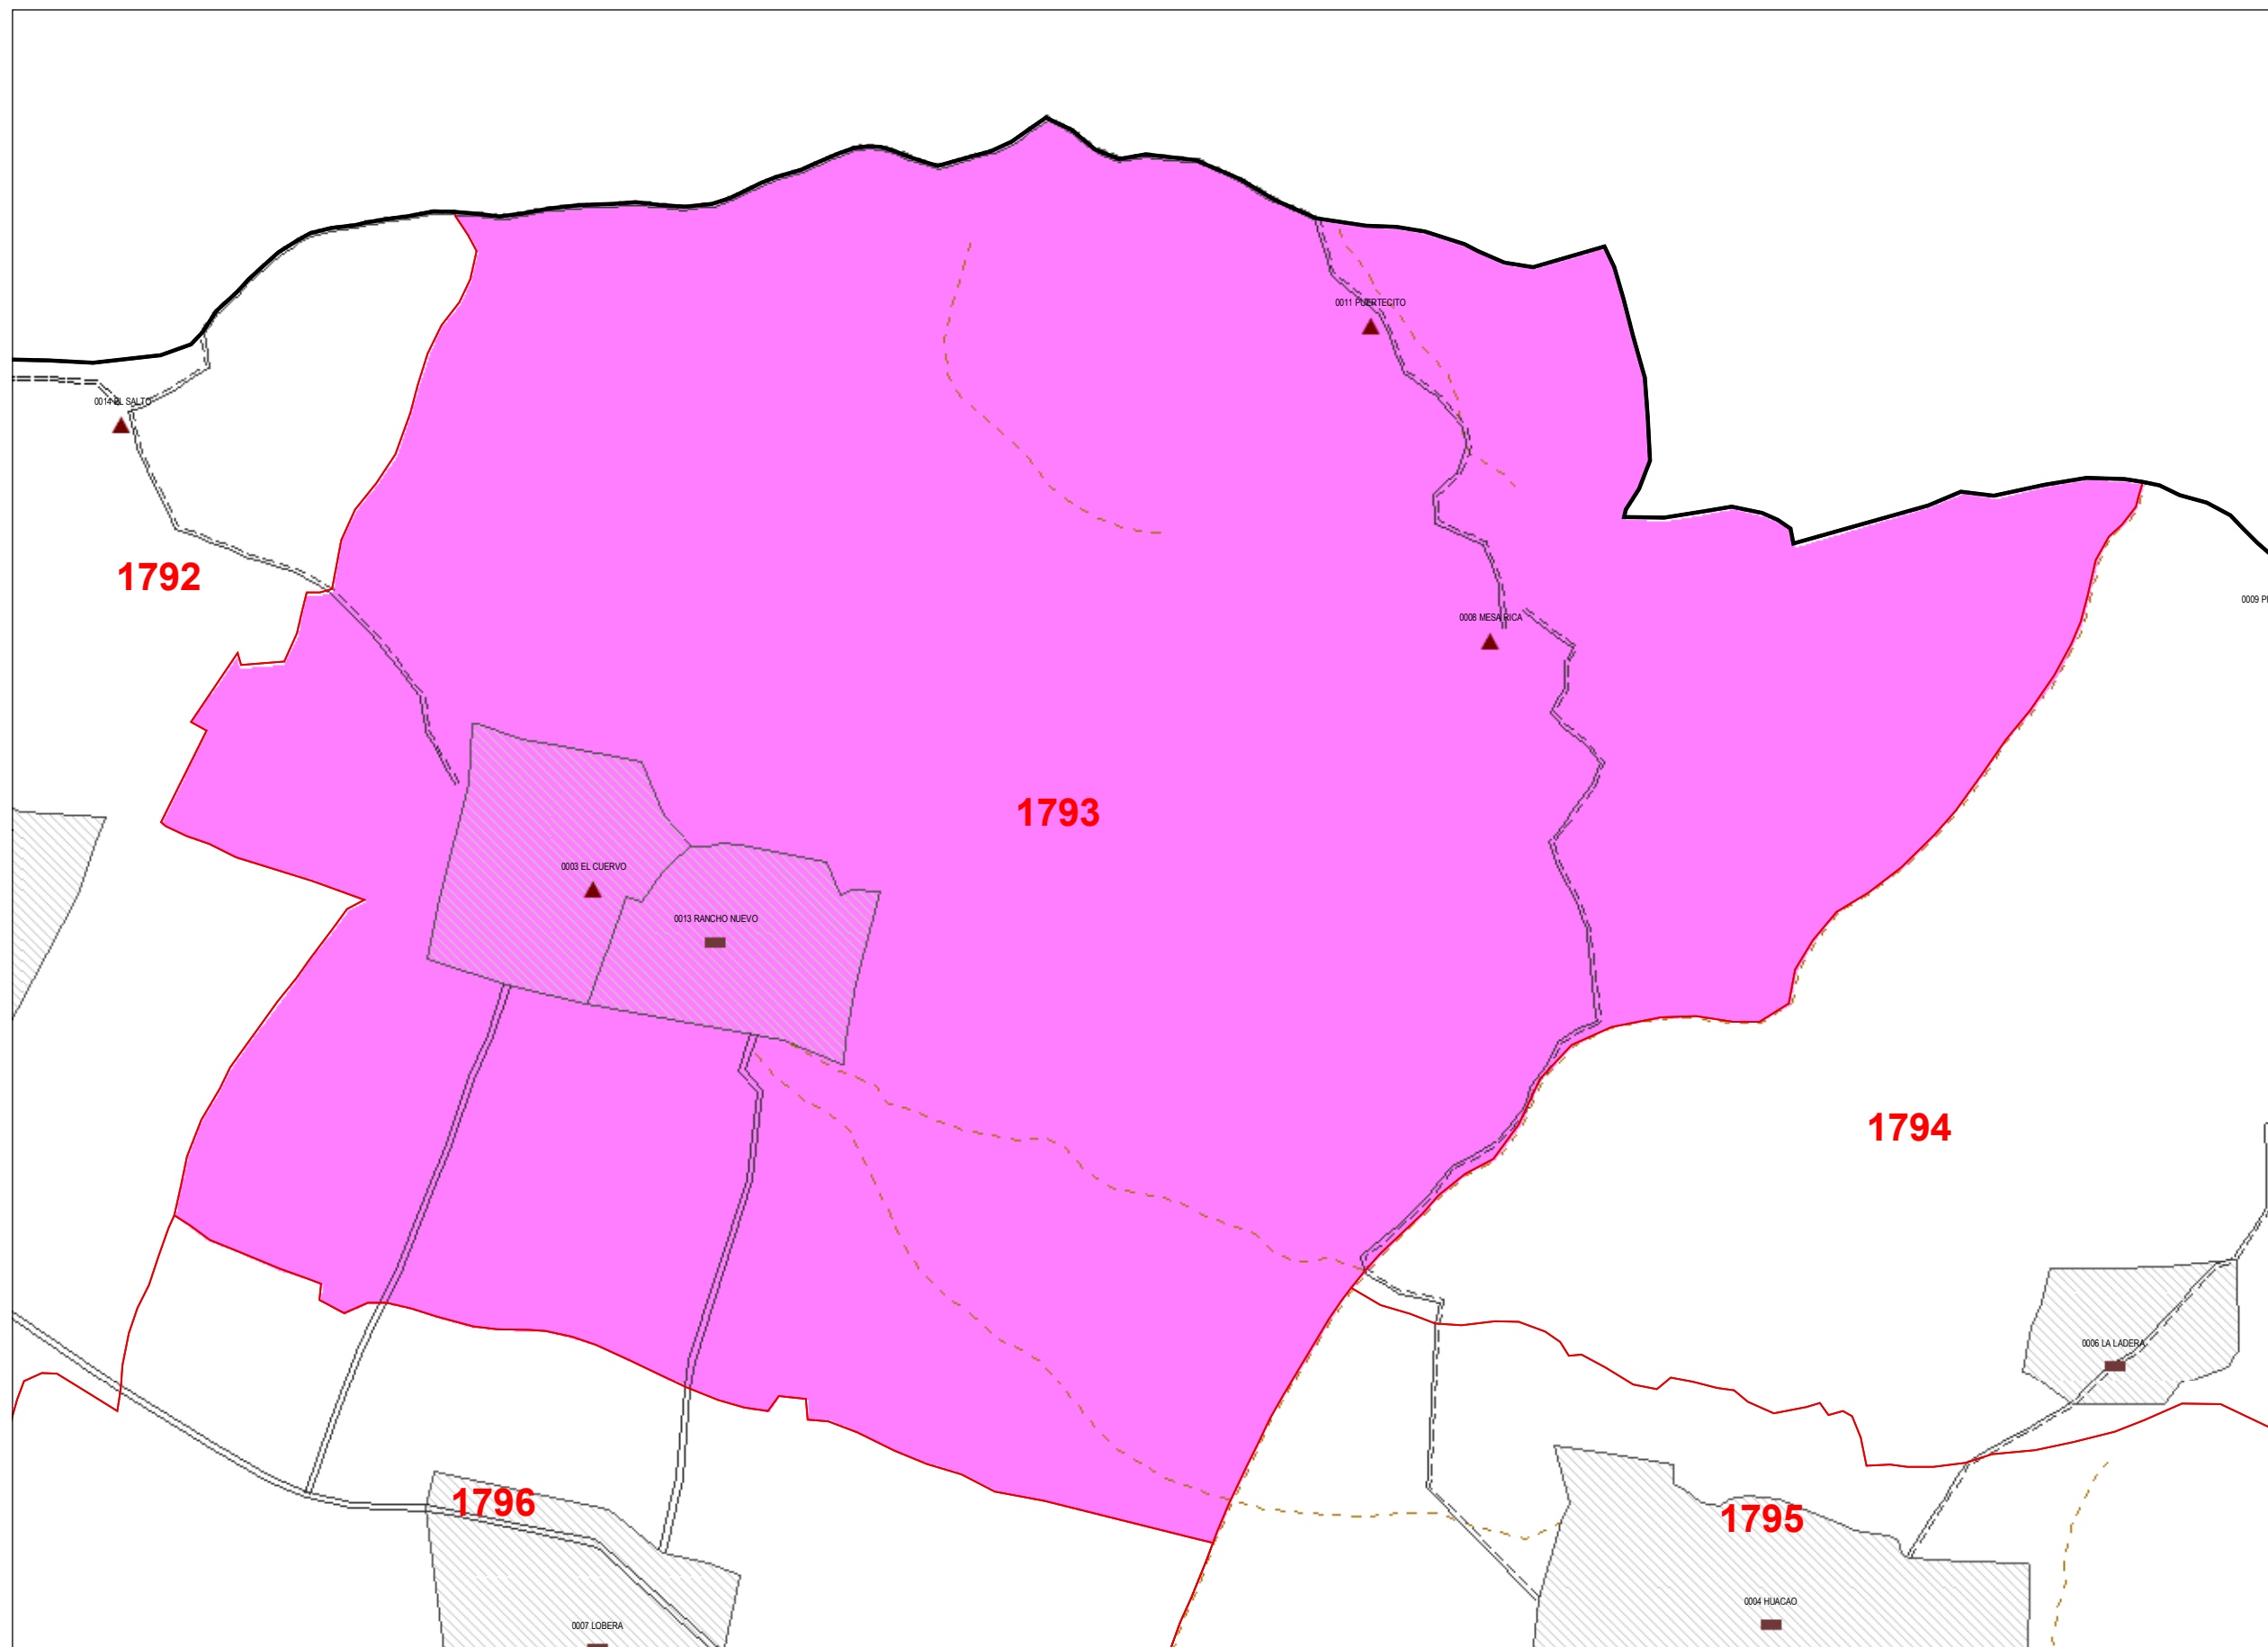 0011 PUERTECITO
0014 EL SALTO
1792
0009 P
0008 MESA RICA
1793
0003 EL CUERVO
0013 RANCHO NUEVO
1794
0006 LA LADERA
1796
1795
0004 HUACAO
0007 LOBERA